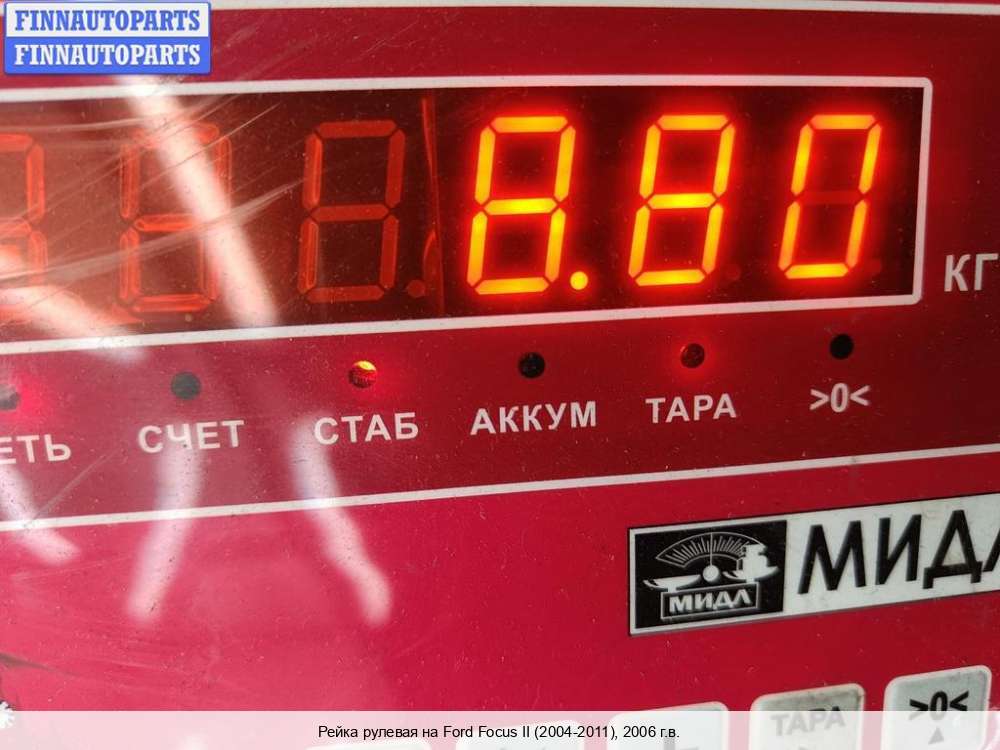 FINNAUTOPARTS
FINNAUTOPARTS
8.80
КГ
ЕТЬ СЧЕТ СТАБ АККУМ ТАРА >0<
МИДЛ МИДЛ
ТАРА >0<
Рейка рулевая на Ford Focus II (2004-2011), 2006 г.в.